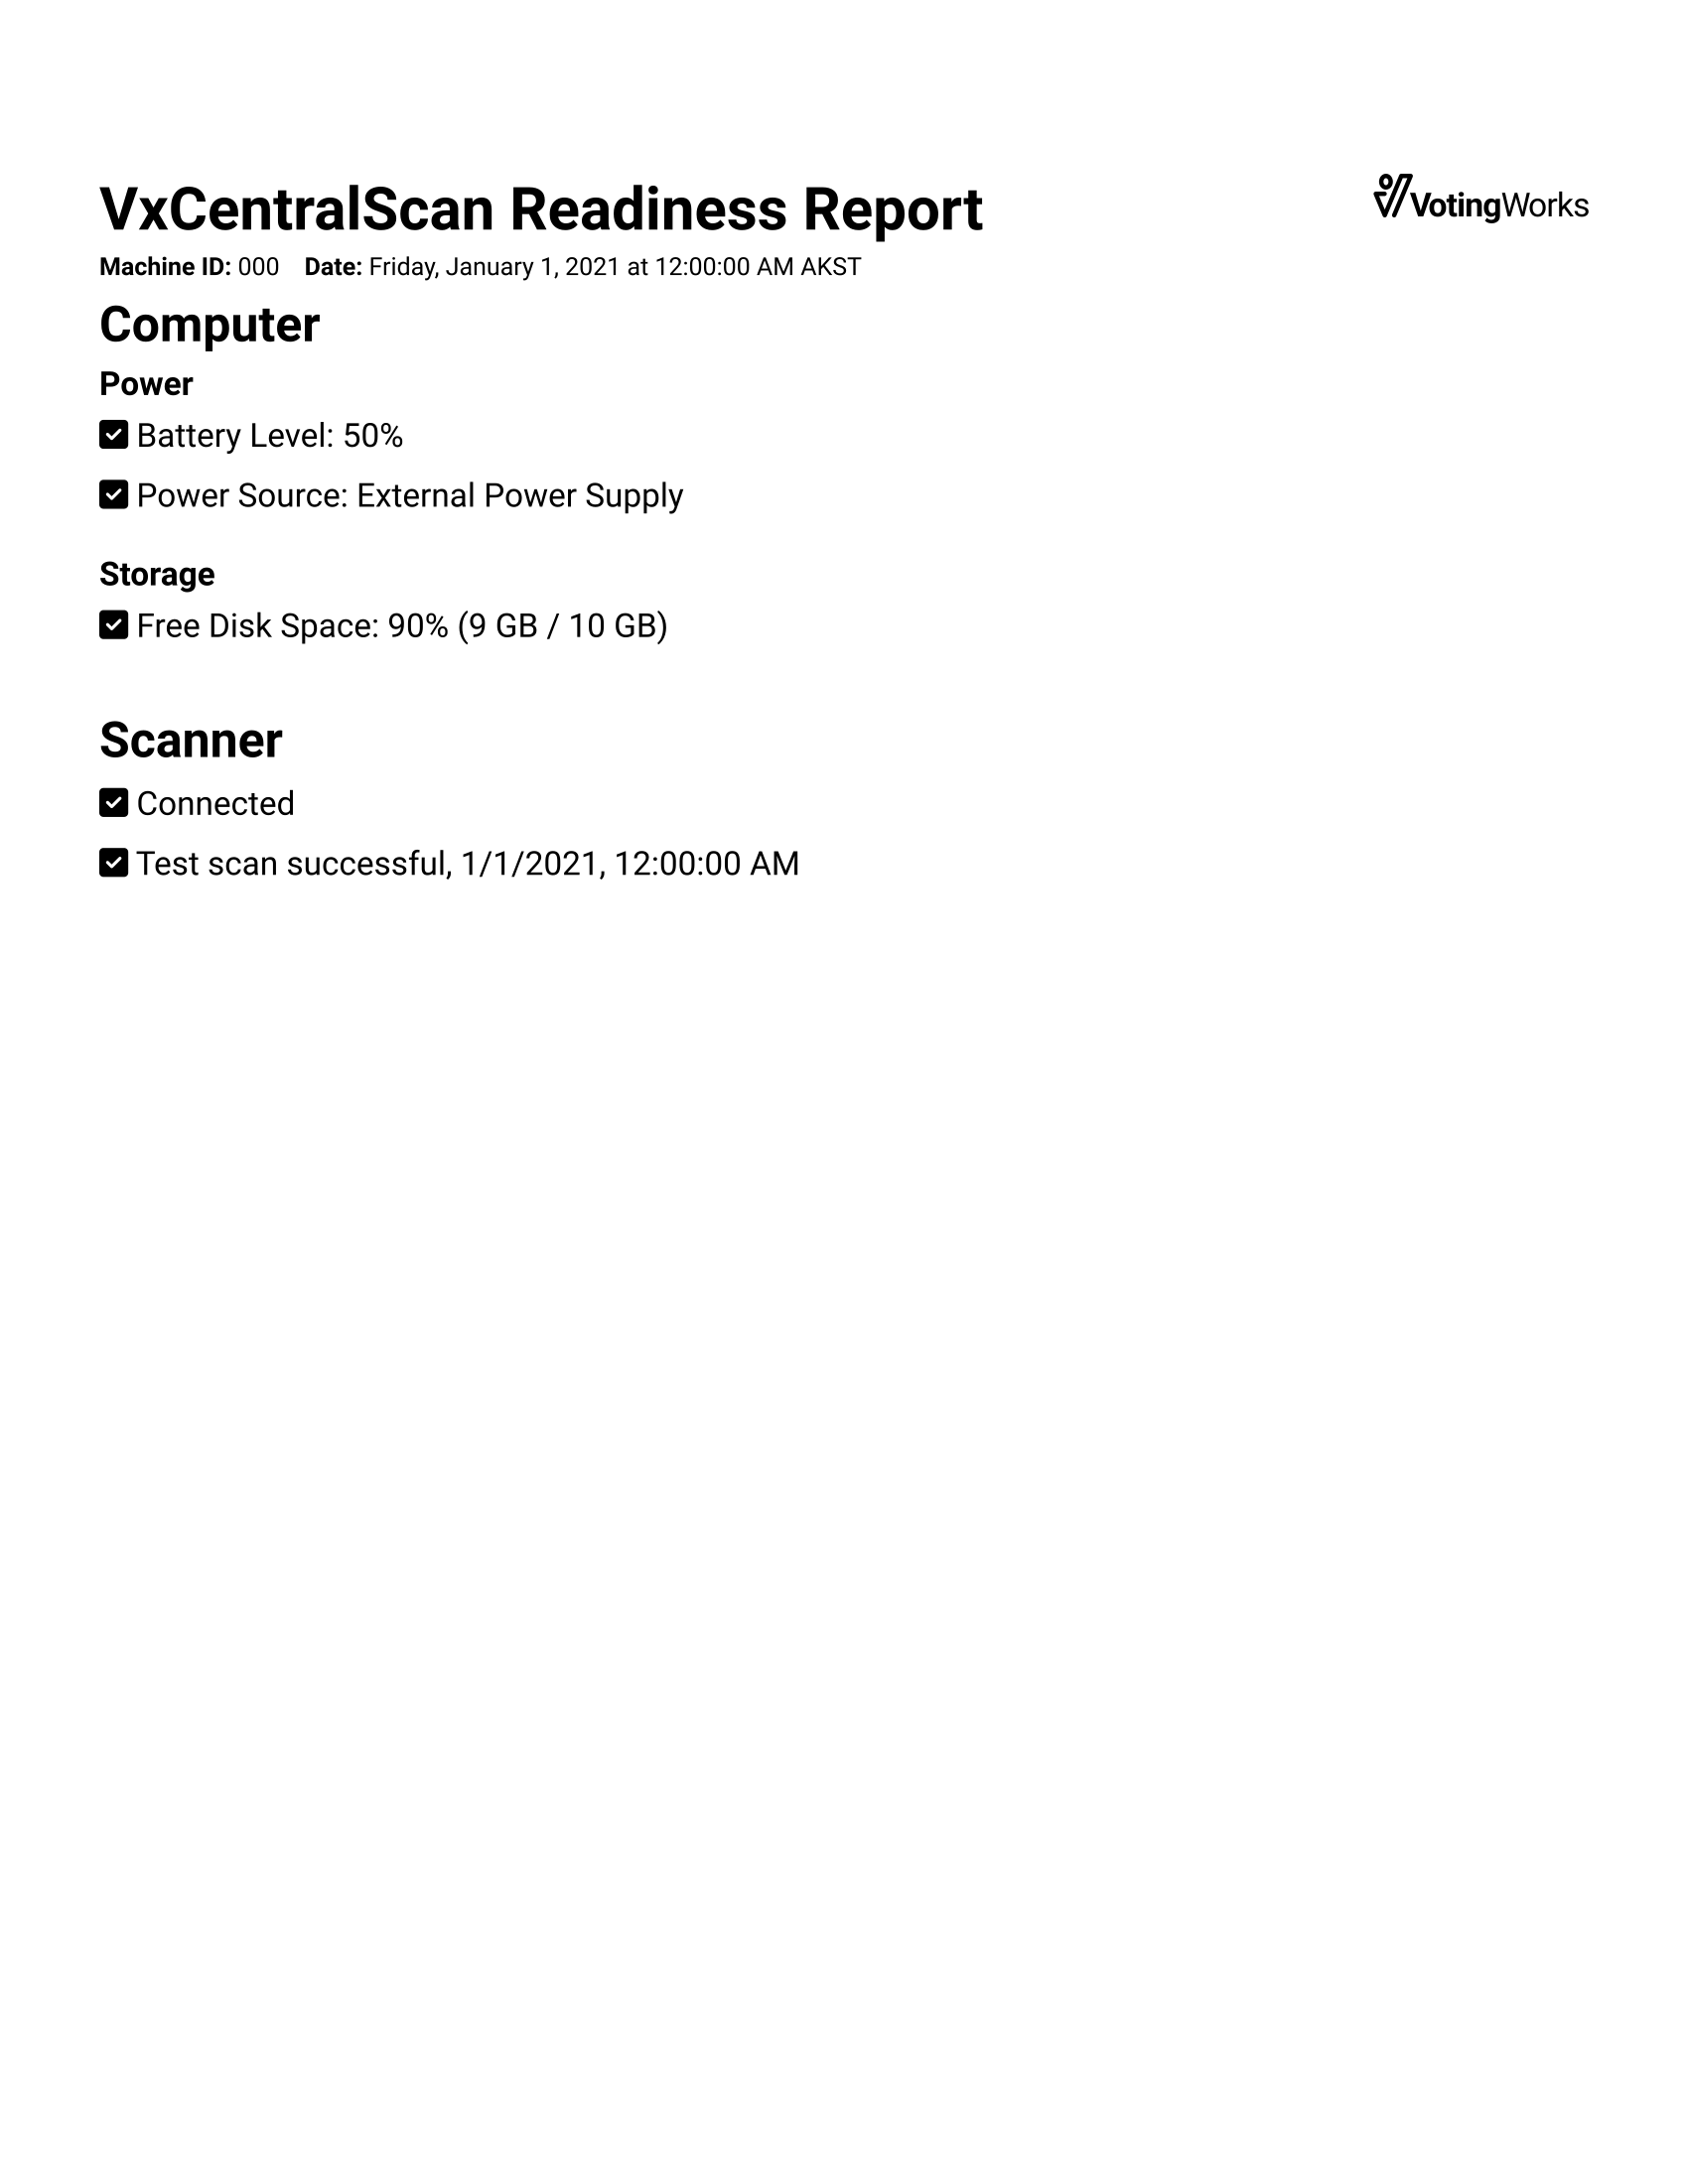 VxCentralScan Readiness Report
VotingWorks
Machine ID: 000 Date: Friday, January 1, 2021 at 12:00:00 AM AKST
Computer
Power
Battery Level: 50%
Power Source: External Power Supply
Storage
Free Disk Space: 90% (9 GB / 10 GB)
Scanner
Connected
Test scan successful, 1/1/2021, 12:00:00 AM